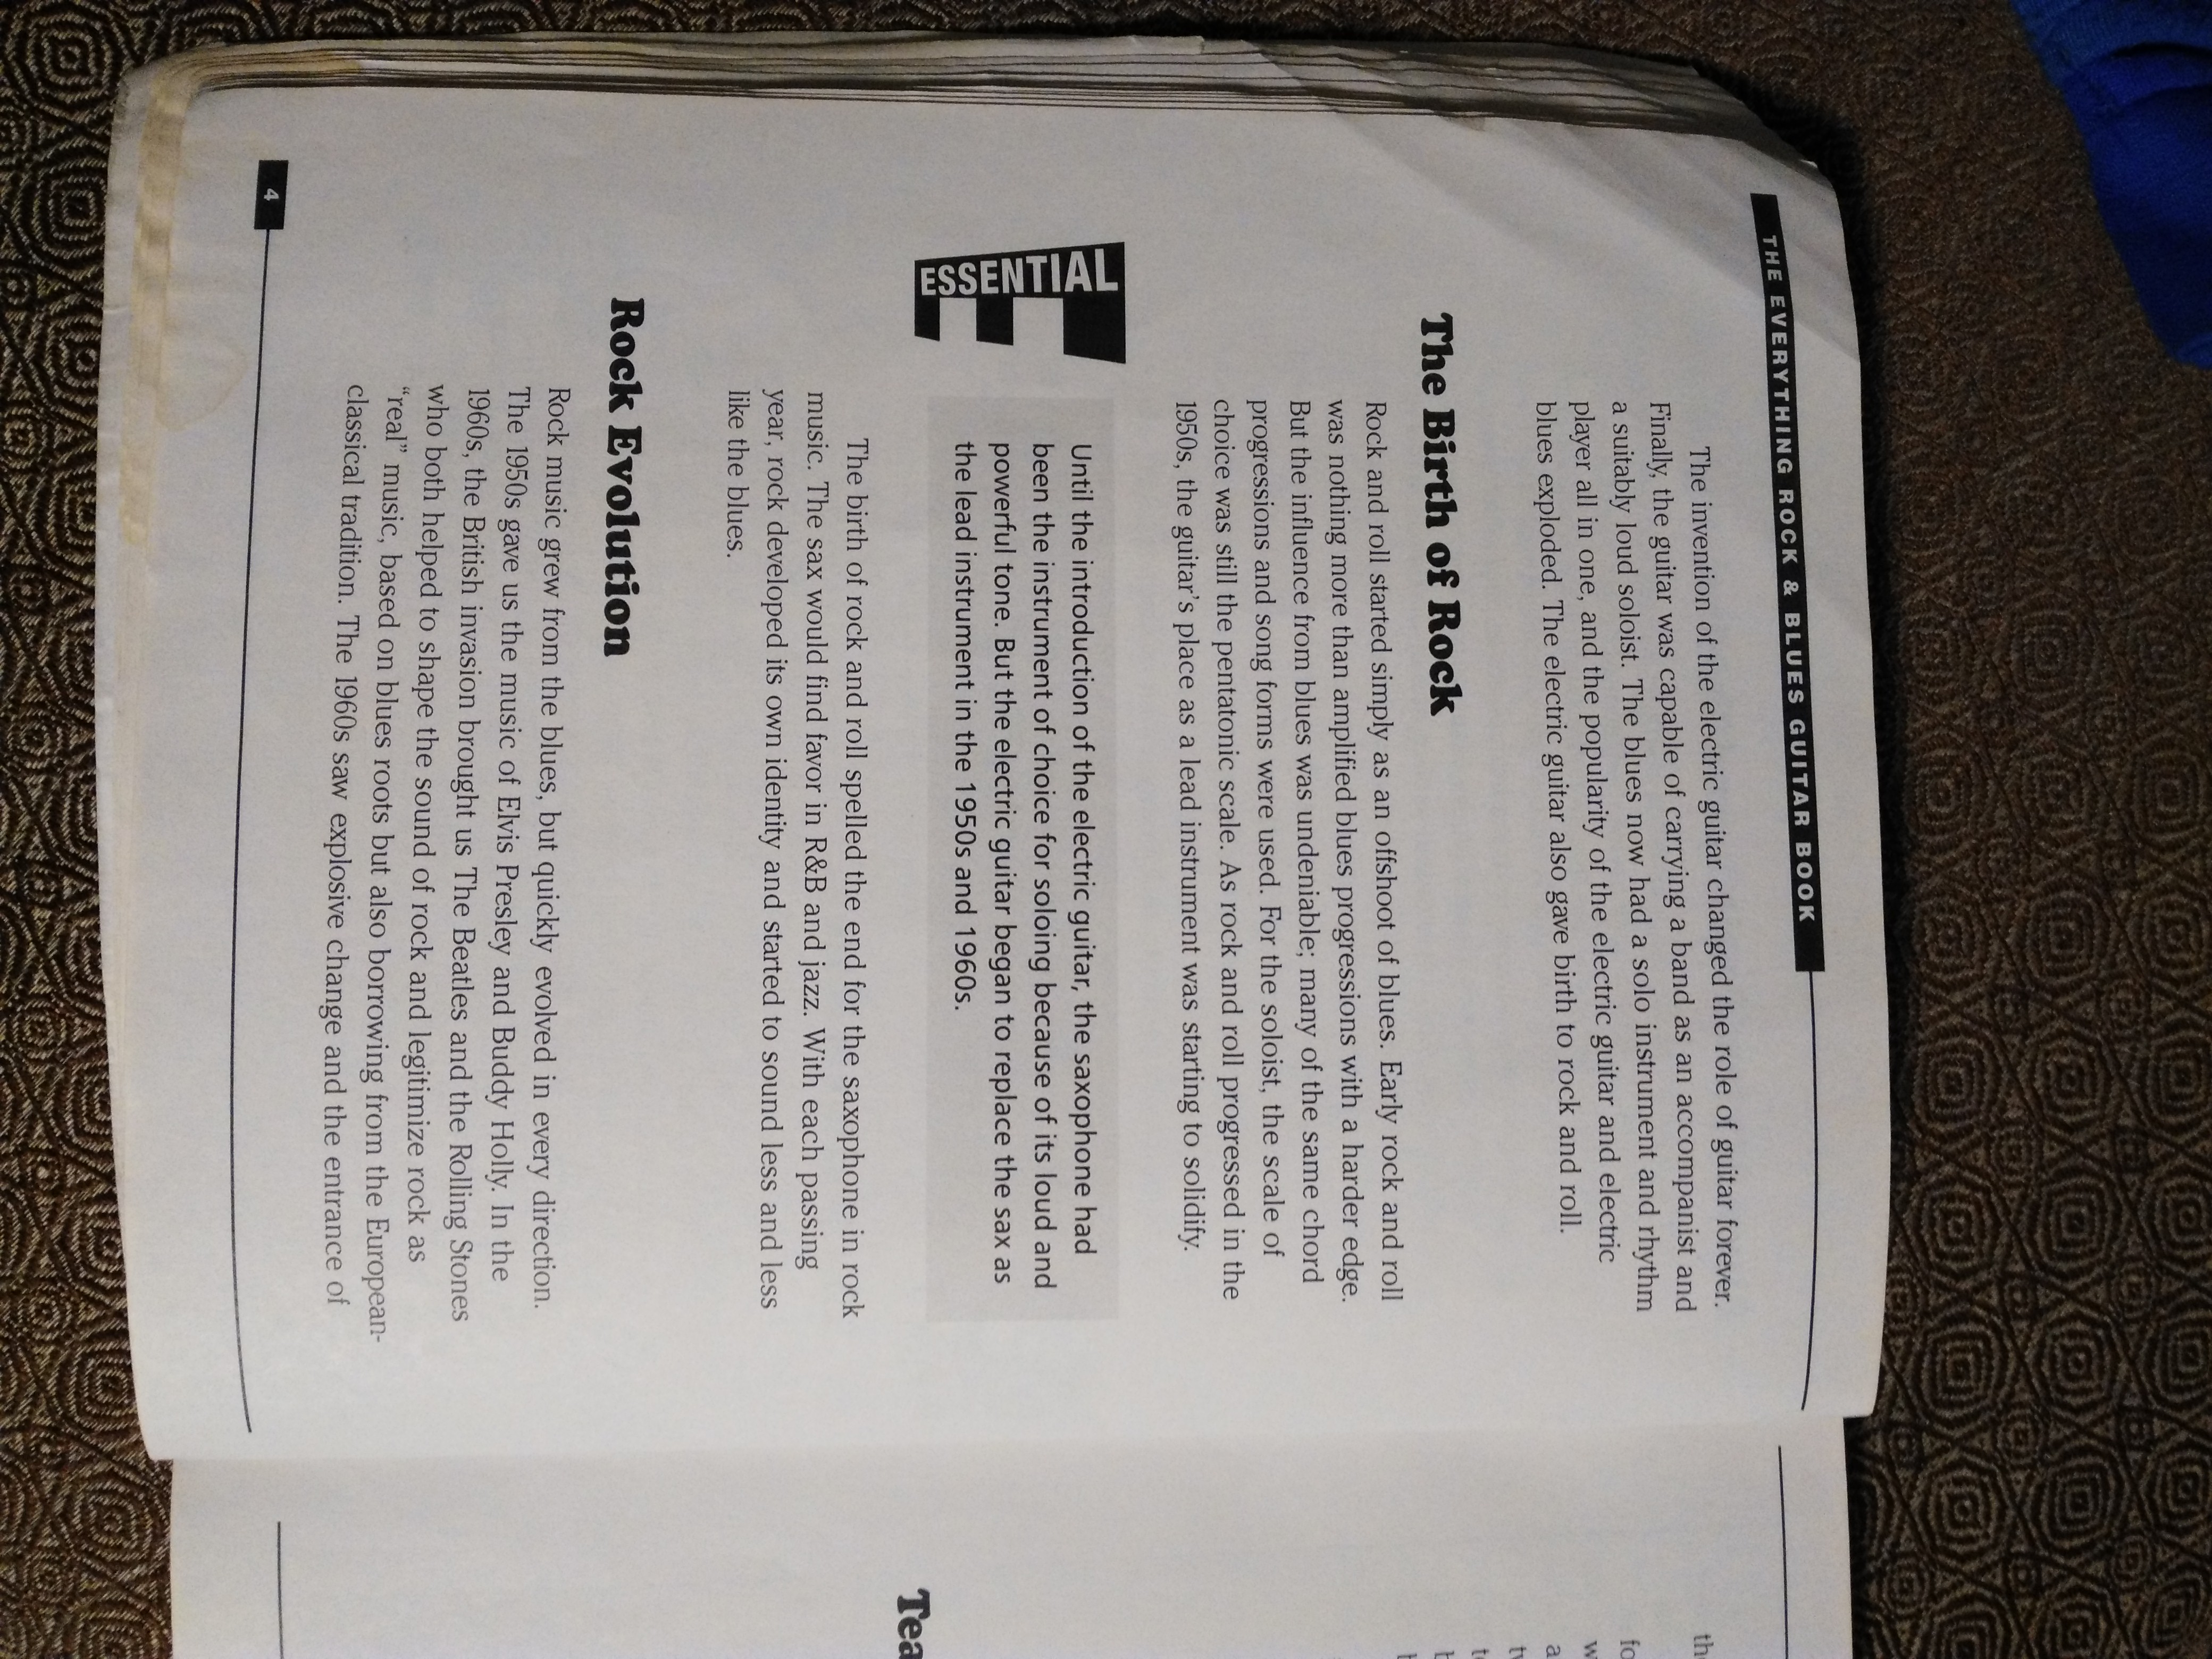 THE EVERYTHING ROCK & BLUES GUITAR BOOK
The invention of the electric guitar changed the role of guitar forever.
Finally, the guitar was capable of carrying a band as an accompanist and
a suitably loud soloist. The blues now had a solo instrument and rhythm
player all in one, and the popularity of the electric guitar and electric
blues exploded. The electric guitar also gave birth to rock and roll.
The Birth of Rock
Rock and roll started simply as an offshoot of blues. Early rock and roll
was nothing more than amplified blues progressions with a harder edge.
But the influence from blues was undeniable; many of the same chord
progressions and song forms were used. For the soloist, the scale of
choice was still the pentatonic scale. As rock and roll progressed in the
1950s, the guitar's place as a lead instrument was starting to solidify.
ESSENTIAL
Until the introduction of the electric guitar, the saxophone had
been the instrument of choice for soloing because of its loud and
powerful tone. But the electric guitar began to replace the sax as
the lead instrument in the 1950s and 1960s.
The birth of rock and roll spelled the end for the saxophone in rock
music. The sax would find favor in R&B and jazz. With each passing
year, rock developed its own identity and started to sound less and less
like the blues.
Rock Evolution
Rock music grew from the blues, but quickly evolved in every direction.
The 1950s gave us the music of Elvis Presley and Buddy Holly. In the
1960s, the British invasion brought us The Beatles and the Rolling Stones
who both helped to shape the sound of rock and legitimize rock as
“real” music, based on blues roots but also borrowing from the European-
classical tradition. The 1960s saw explosive change and the entrance of
4